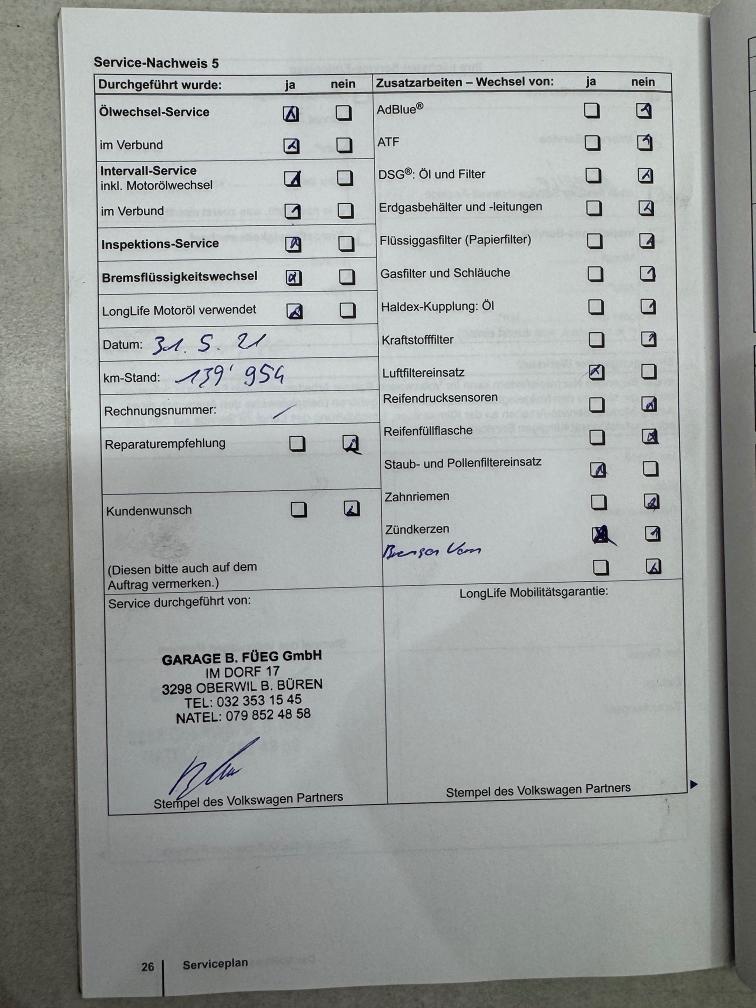 Service-Nachweis 5
Durchgeführt wurde: ja nein
Ölwechsel-Service
im Verbund
Intervall-Service
inkl. Motorölwechsel
im Verbund
Inspektions-Service
Bremsflüssigkeitswechsel
LongLife Motoröl verwendet
Datum: 31. 5. 21
km-Stand: 139' 954
Rechnungsnummer: /
Reparaturempfehlung
Kundenwunsch
(Diesen bitte auch auf dem
Auftrag vermerken.)
Zusatzarbeiten – Wechsel von: ja nein
AdBlue®
ATF
DSG®: Öl und Filter
Erdgasbehälter und -leitungen
Flüssiggasfilter (Papierfilter)
Gasfilter und Schläuche
Haldex-Kupplung: Öl
Kraftstofffilter
Luftfiltereinsatz
Reifendrucksensoren
Reifenfüllflasche
Staub- und Pollenfiltereinsatz
Zahnriemen
Zündkerzen
Service durchgeführt von:
GARAGE B. FÜEG GmbH
IM DORF 17
3298 OBERWIL B. BÜREN
TEL: 032 353 15 45
NATEL: 079 852 48 58
Stempel des Volkswagen Partners
LongLife Mobilitätsgarantie:
Stempel des Volkswagen Partners
26 Serviceplan